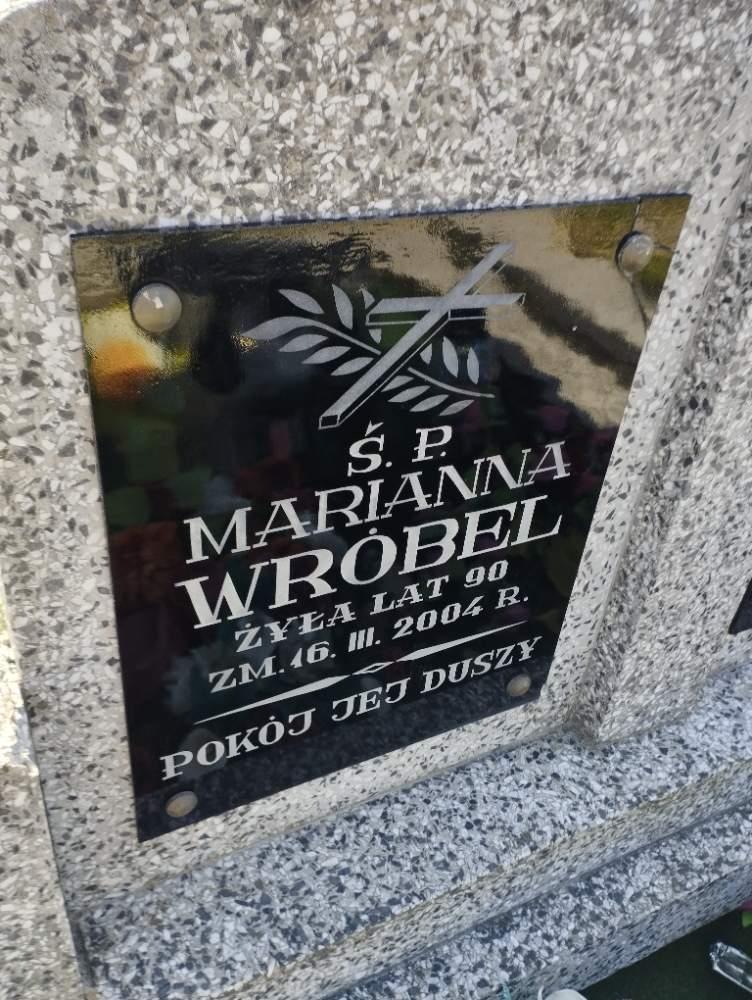 Ś. P.
MARIANNA
WRÓBEL
ŻYŁA LAT 90
ZM. 16. III. 2004 R.
POKÓJ JEJ DUSZY